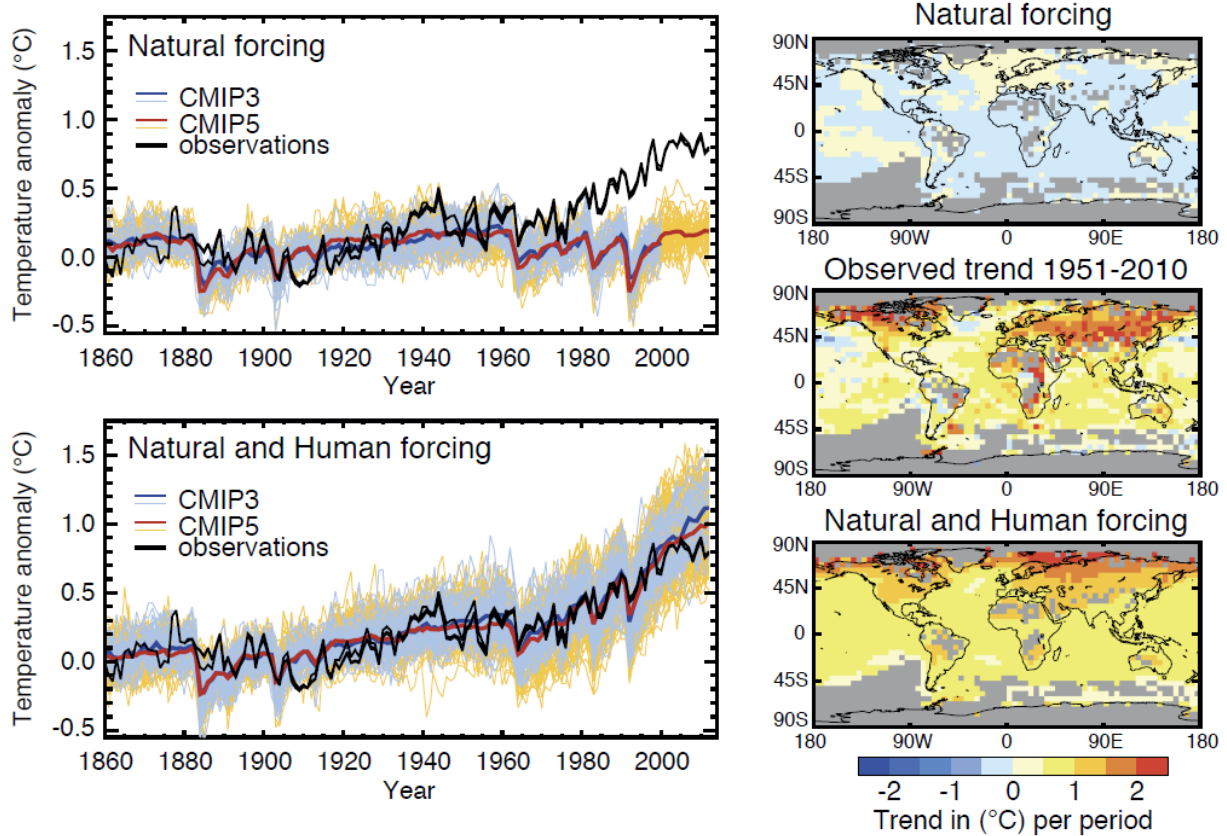 Natural forcing
CMIP3
CMIP5
observations
Temperature anomaly (°C)
1.5
1.0
0.5
0.0
-0.5
1860 1880 1900 1920 1940 1960 1980 2000
Year
Natural and Human forcing
CMIP3
CMIP5
observations
Temperature anomaly (°C)
1.5
1.0
0.5
0.0
-0.5
1860 1880 1900 1920 1940 1960 1980 2000
Year
Natural forcing
90N
45N
0
45S
90S
180 90W 0 90E 180
Observed trend 1951-2010
90N
45N
0
45S
90S
180 90W 0 90E 180
Natural and Human forcing
90N
45N
0
45S
90S
180 90W 0 90E 180
-2 -1 0 1 2
Trend in (°C) per period